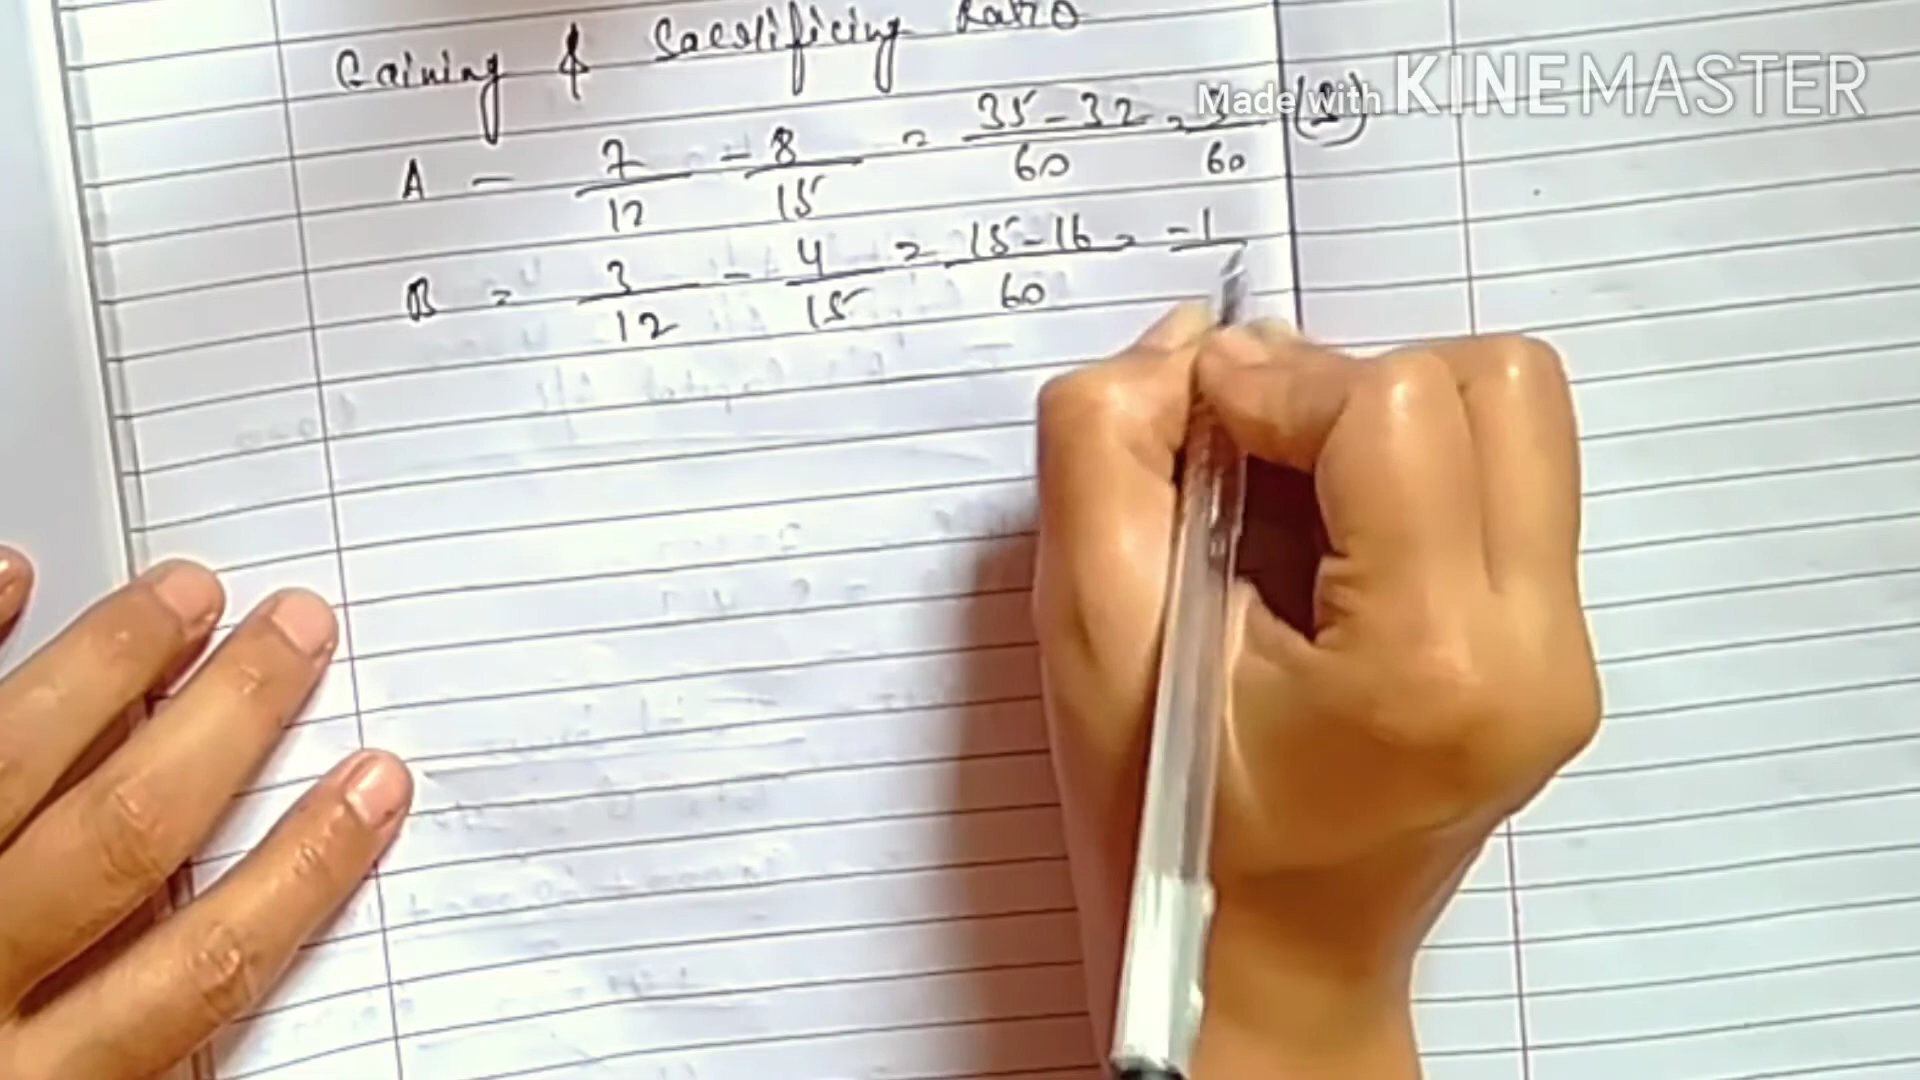 Gaining & Sacrificing Ratio
Made with KINEMASTER
A - 7/12 - 8/15 = 35-32/60 = 3/60 (S)
B = 3/12 - 4/15 = 15-16/60 = -1